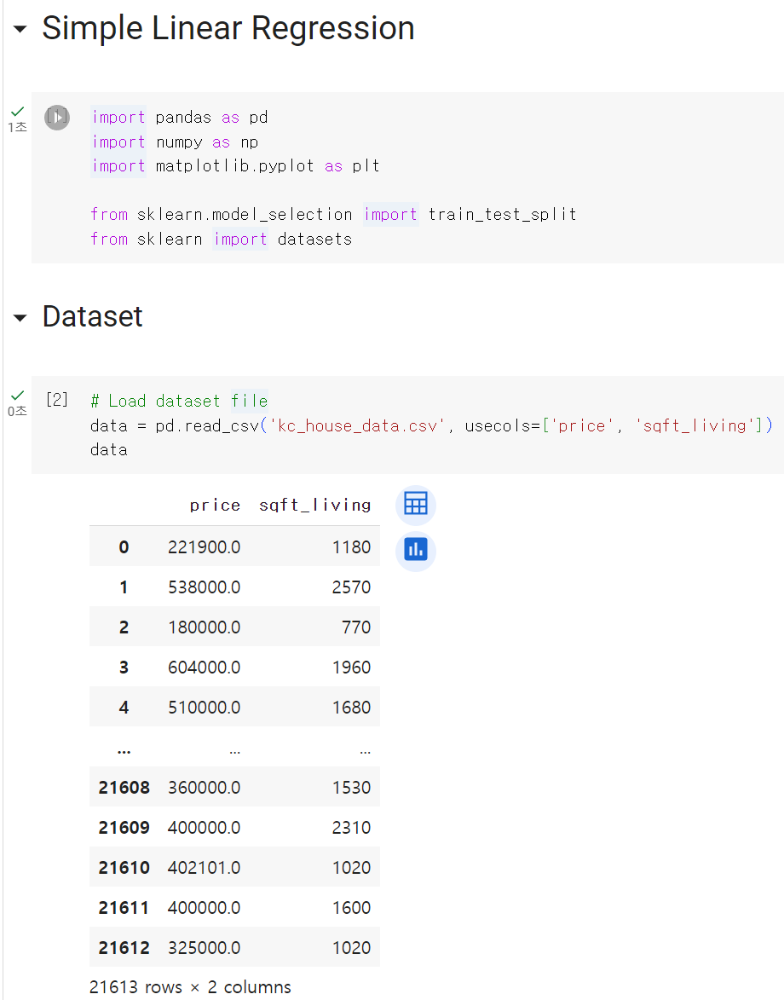 Simple Linear Regression
1초
import pandas as pd
import numpy as np
import matplotlib.pyplot as plt
from sklearn.model_selection import train_test_split
from sklearn import datasets
Dataset
0초
[2]
# Load dataset file
data = pd.read_csv('kc_house_data.csv', usecols=['price', 'sqft_living'])
data
price sqft_living
0 221900.0 1180
1 538000.0 2570
2 180000.0 770
3 604000.0 1960
4 510000.0 1680
... ... ...
21608 360000.0 1530
21609 400000.0 2310
21610 402101.0 1020
21611 400000.0 1600
21612 325000.0 1020
21613 rows × 2 columns